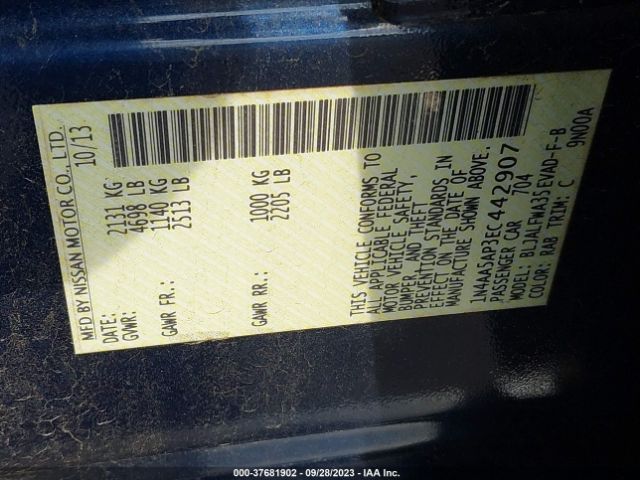 MFD BY NISSAN MOTOR CO., LTD.
DATE: 10/13
GVWR: 2131 KG
4698 LB
GAWR FR.: 1140 KG
2513 LB
GAWR RR.: 1000 KG
2205 LB
THIS VEHICLE CONFORMS TO
ALL APPLICABLE FEDERAL
MOTOR VEHICLE SAFETY,
BUMPER, AND THEFT
PREVENTION STANDARDS IN
EFFECT ON THE DATE OF
MANUFACTURE SHOWN ABOVE.
1N4AA5AP3EC442907
PASSENGER CAR 704
MODEL: BLJALFWA35EVAD-F-B
COLOR: RAB TRIM: C 9N00A
000-37681902 - 09/28/2023 - IAA Inc.